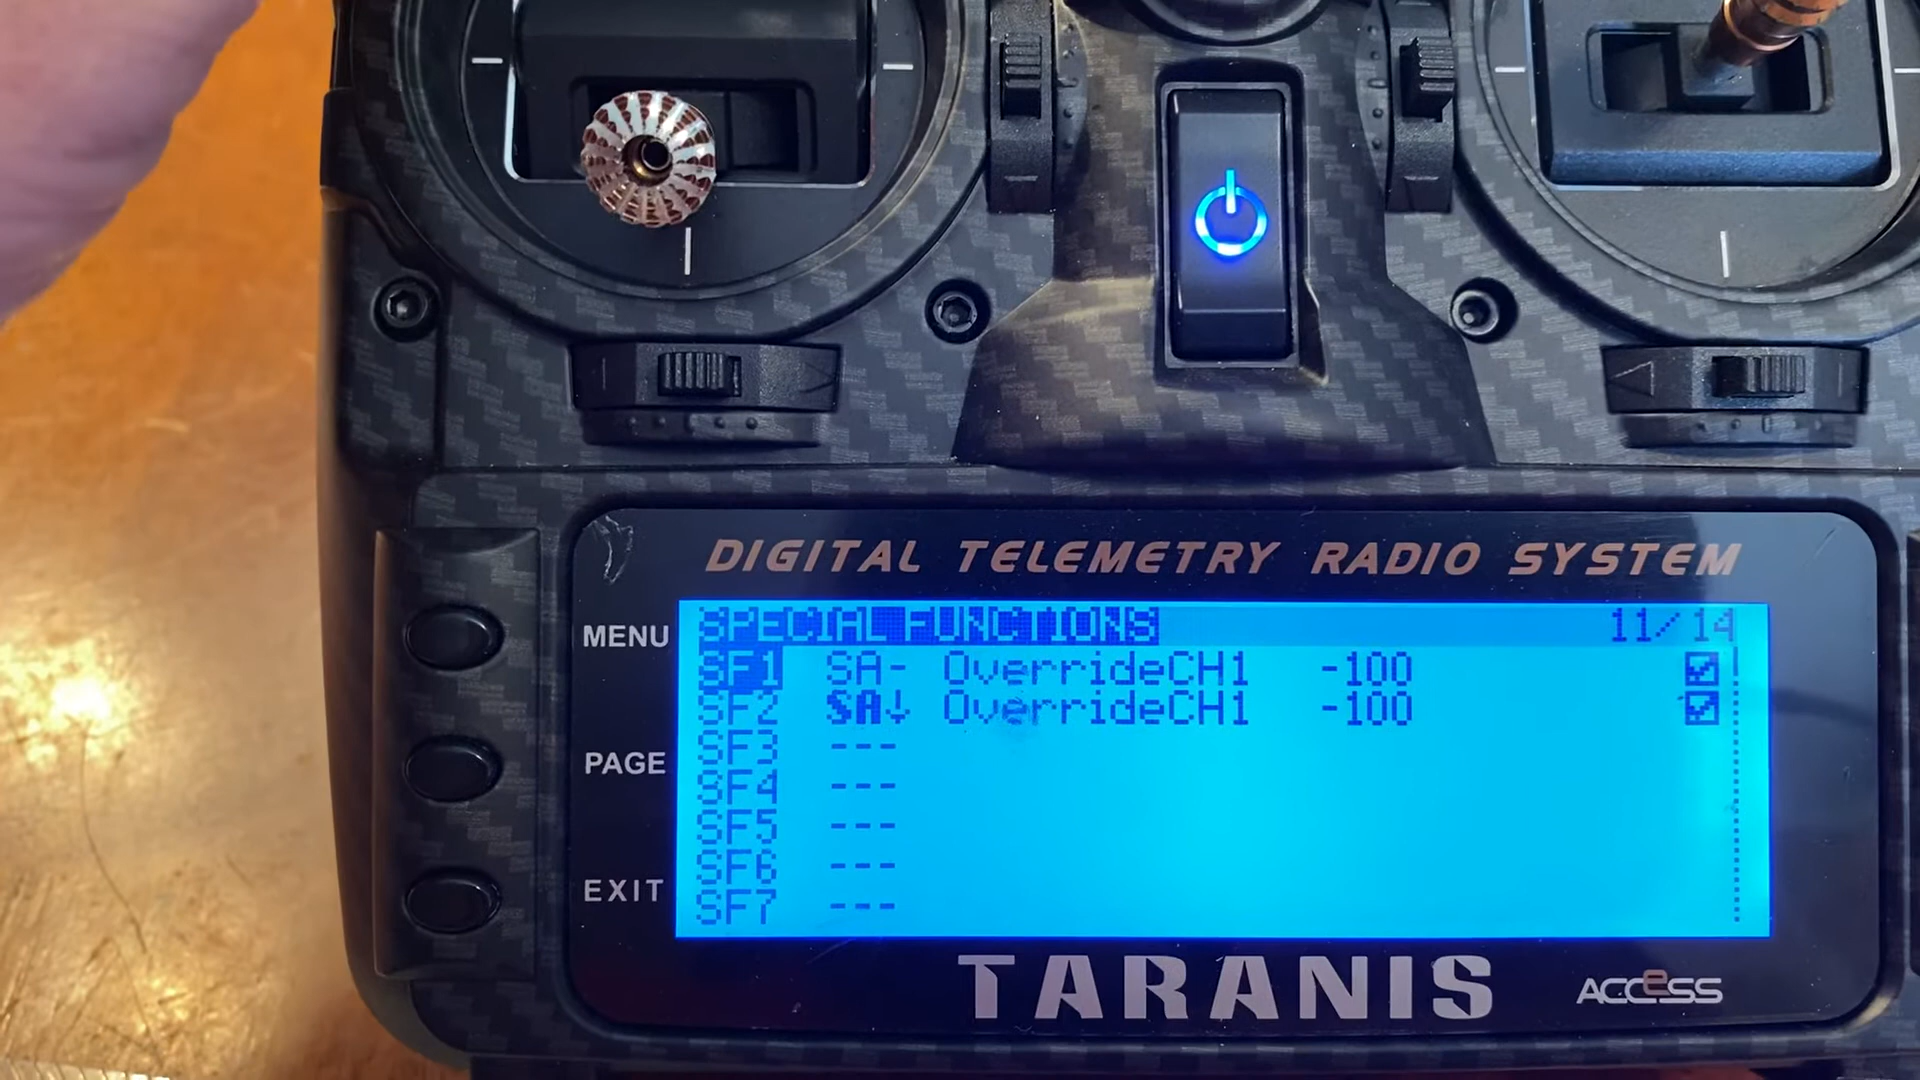 DIGITAL TELEMETRY RADIO SYSTEM
SPECIAL FUNCTIONS 11/14
SF1 SA- OverrideCH1 -100
SF2 SA↓ OverrideCH1 -100
SF3 ---
SF4 ---
SF5 ---
SF6 ---
SF7 ---
MENU
PAGE
EXIT
TARANIS ACCESS